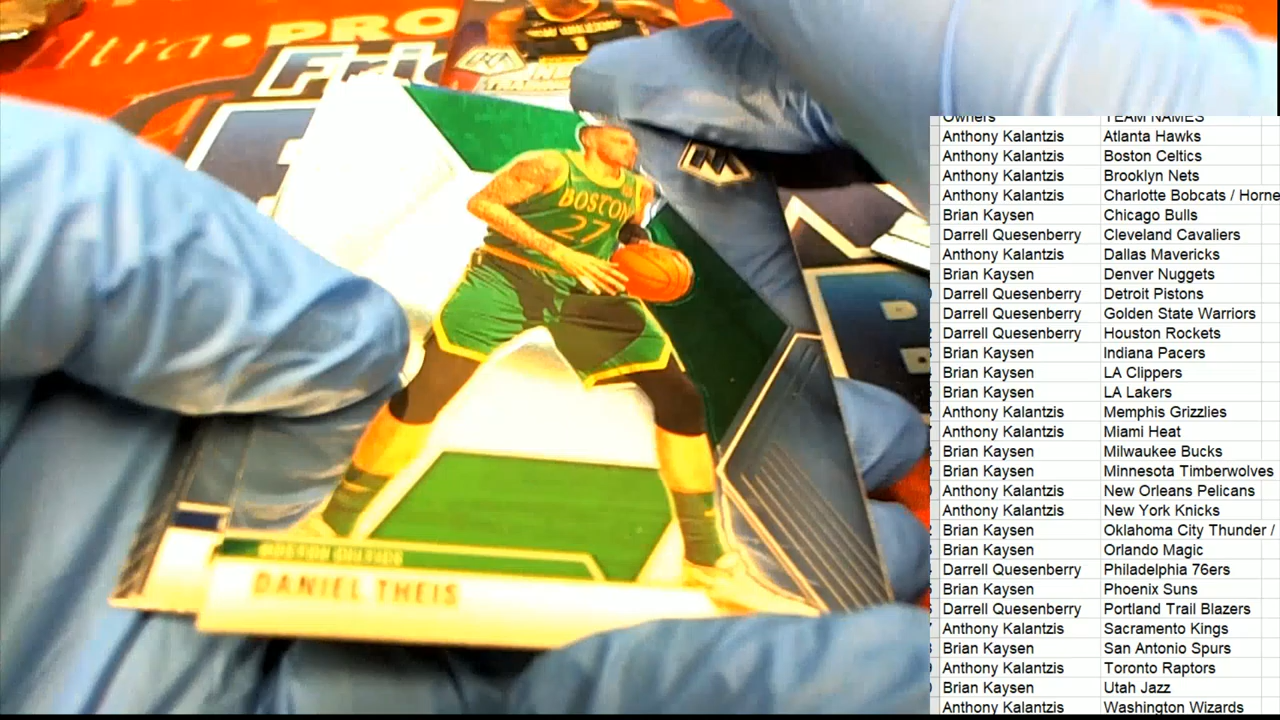 ultra • PRO
BOSTON
27
BOSTON CELTICS
DANIEL THEIS
Owners TEAM NAMES
Anthony Kalantzis Atlanta Hawks
Anthony Kalantzis Boston Celtics
Anthony Kalantzis Brooklyn Nets
Anthony Kalantzis Charlotte Bobcats / Horne
Brian Kaysen Chicago Bulls
Darrell Quesenberry Cleveland Cavaliers
Anthony Kalantzis Dallas Mavericks
Brian Kaysen Denver Nuggets
Darrell Quesenberry Detroit Pistons
Darrell Quesenberry Golden State Warriors
Darrell Quesenberry Houston Rockets
Brian Kaysen Indiana Pacers
Brian Kaysen LA Clippers
Brian Kaysen LA Lakers
Anthony Kalantzis Memphis Grizzlies
Anthony Kalantzis Miami Heat
Brian Kaysen Milwaukee Bucks
Brian Kaysen Minnesota Timberwolves
Anthony Kalantzis New Orleans Pelicans
Anthony Kalantzis New York Knicks
Brian Kaysen Oklahoma City Thunder /
Brian Kaysen Orlando Magic
Darrell Quesenberry Philadelphia 76ers
Brian Kaysen Phoenix Suns
Darrell Quesenberry Portland Trail Blazers
Anthony Kalantzis Sacramento Kings
Brian Kaysen San Antonio Spurs
Anthony Kalantzis Toronto Raptors
Brian Kaysen Utah Jazz
Anthony Kalantzis Washington Wizards